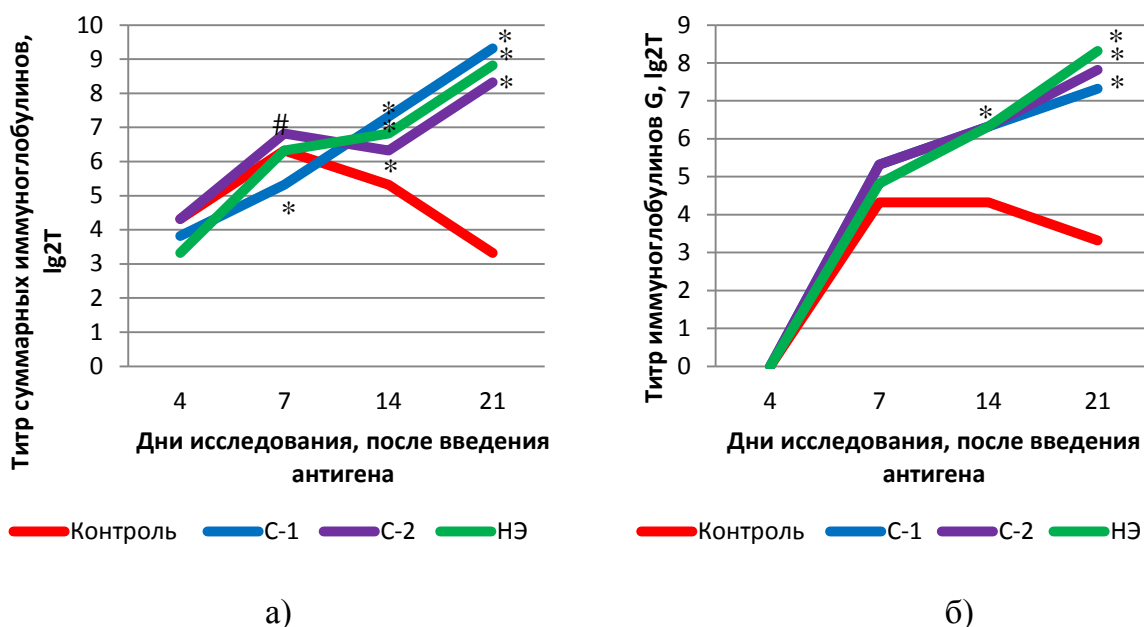 Титр суммарных иммуноглобулинов,
lg2T
10
9
8
7
6
5
4
3
2
1
0
#
*
*
*
*
*
*
*
4
7
14
21
Дни исследования, после введения
антигена
Контроль
С-1
С-2
НЭ
а)
Титр иммуноглобулинов G, lg2T
9
8
7
6
5
4
3
2
1
0
*
*
*
*
4
7
14
21
Дни исследования, после введения
антигена
Контроль
С-1
С-2
НЭ
б)